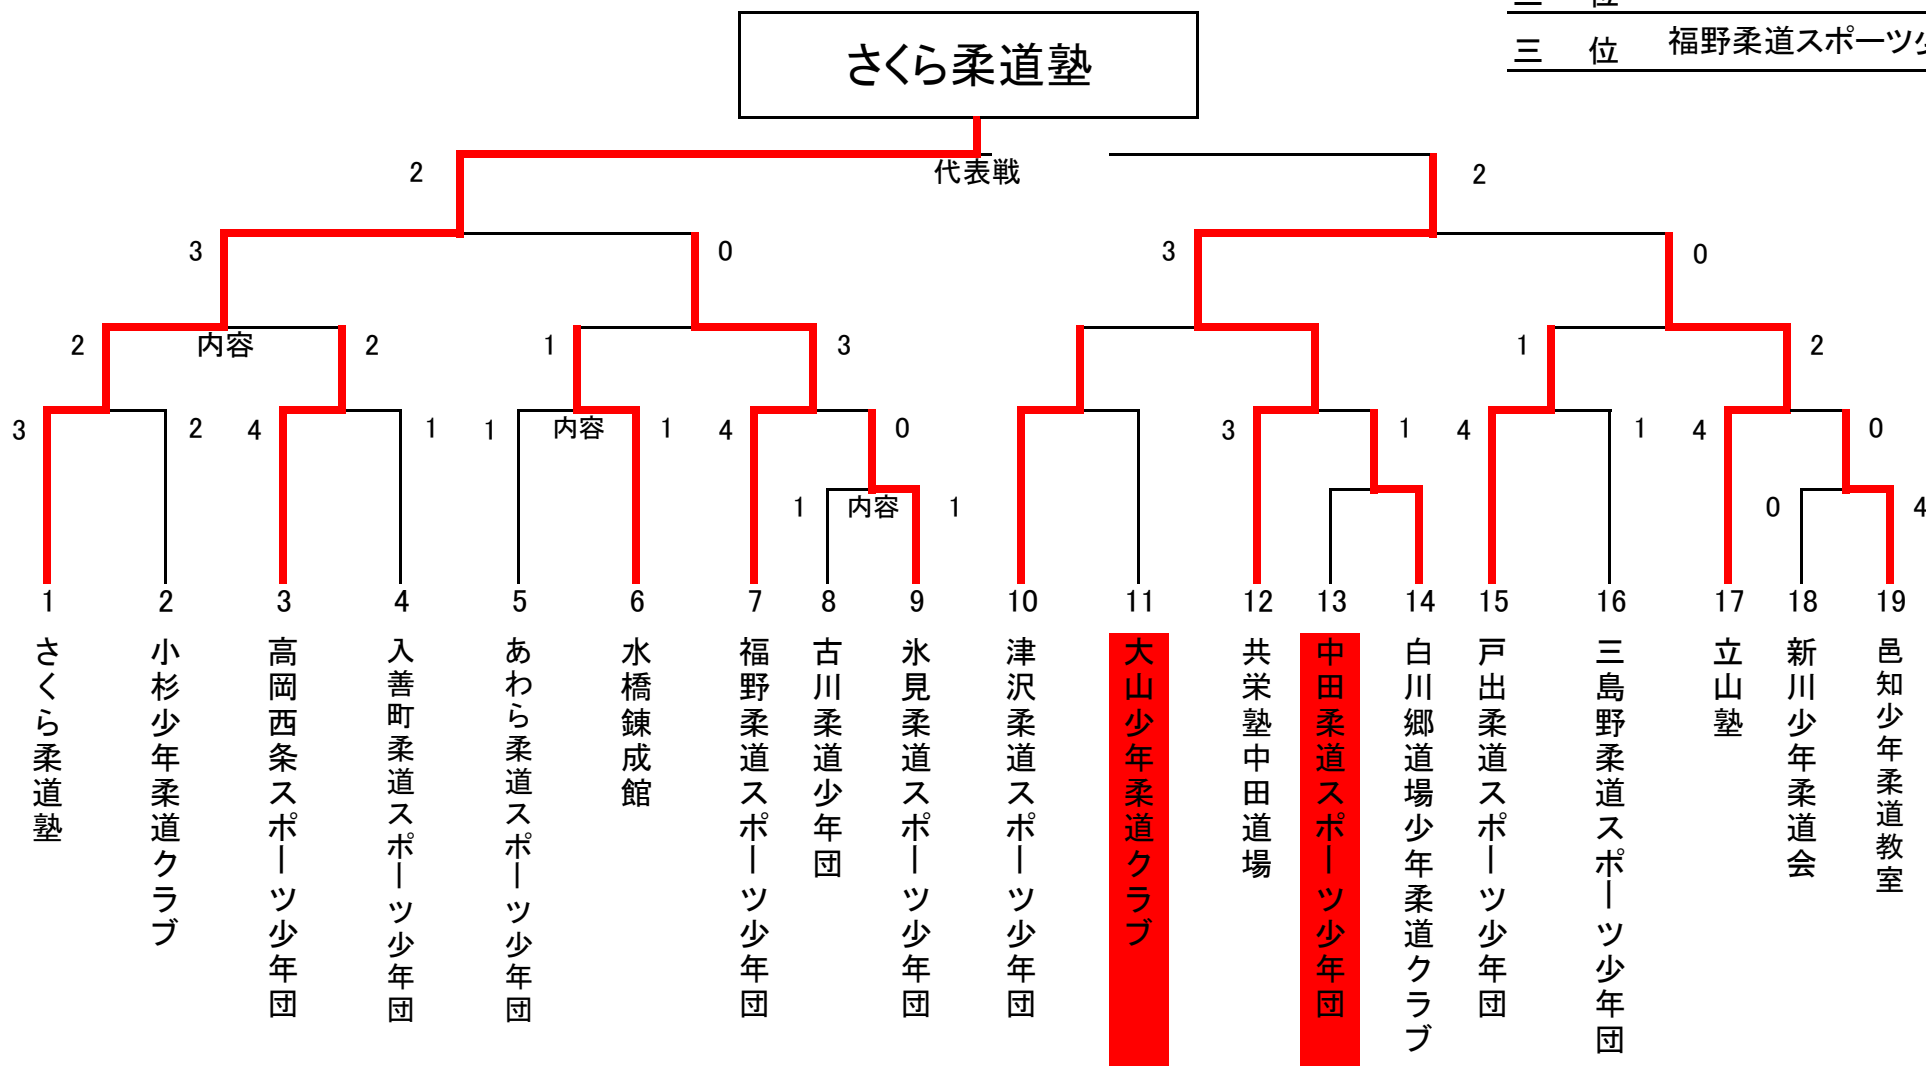 三 位
三 位 福野柔道スポーツ
さくら柔道塾
代表戦
2
2
3
0
3
0
2
内容
2
1
3
1
2
3
2
4
1
1
内容
1
4
0
3
1
4
1
4
0
1
内容
1
0
4
1
2
3
4
5
6
7
8
9
10
11
12
13
14
15
16
17
18
19
さくら柔道塾
小杉少年柔道クラブ
高岡西条スポーツ少年団
入善町柔道スポーツ少年団
あわら柔道スポーツ少年団
水橋錬成館
福野柔道スポーツ少年団
古川柔道少年団
氷見柔道スポーツ少年団
津沢柔道スポーツ少年団
大山少年柔道クラブ
共栄塾中田道場
中田柔道スポーツ少年団
白川郷道場少年柔道クラブ
戸出柔道スポーツ少年団
三島野柔道スポーツ少年団
立山塾
新川少年柔道会
邑知少年柔道教室